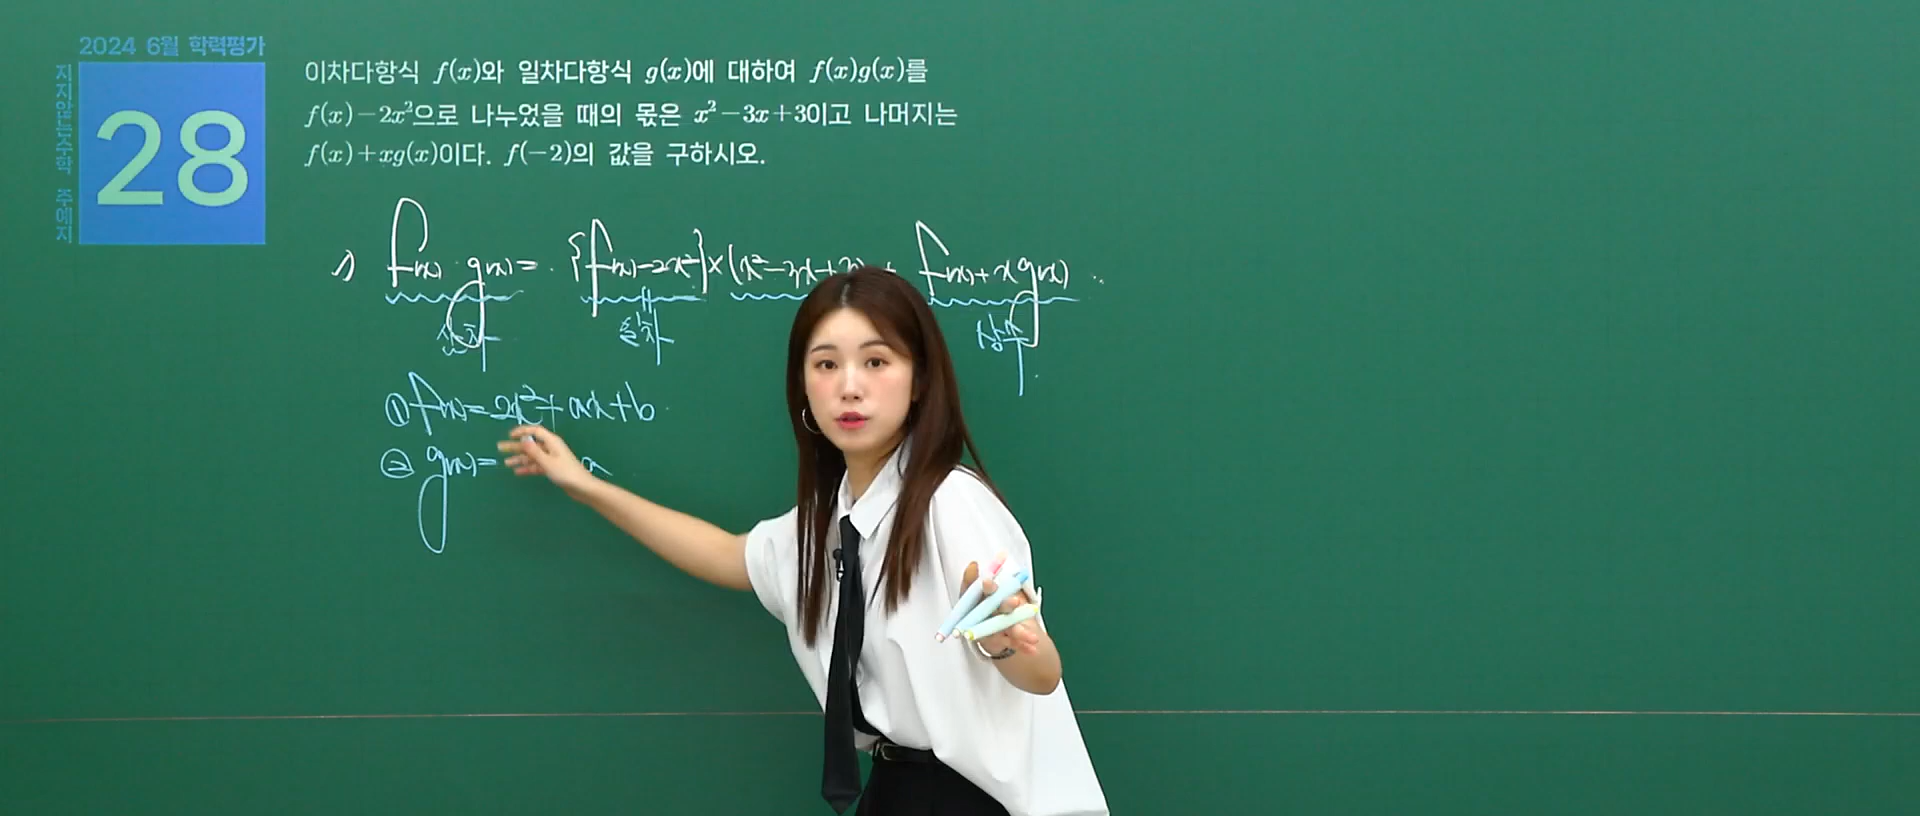 2024 6월 학력평가
지지않는수학 주예지
28
이차다항식 f(x)와 일차다항식 g(x)에 대하여 f(x)g(x)를
f(x)-2x²으로 나누었을 때의 몫은 x²-3x+3이고 나머지는
f(x)+xg(x)이다. f(-2)의 값을 구하시오.
f(x) g(x) = {f(x)-2x²}×(x²-3x+3) + f(x)+xg(x)
삼차 일차 상수
① f(x)=2x²+ax+b
② g(x)=